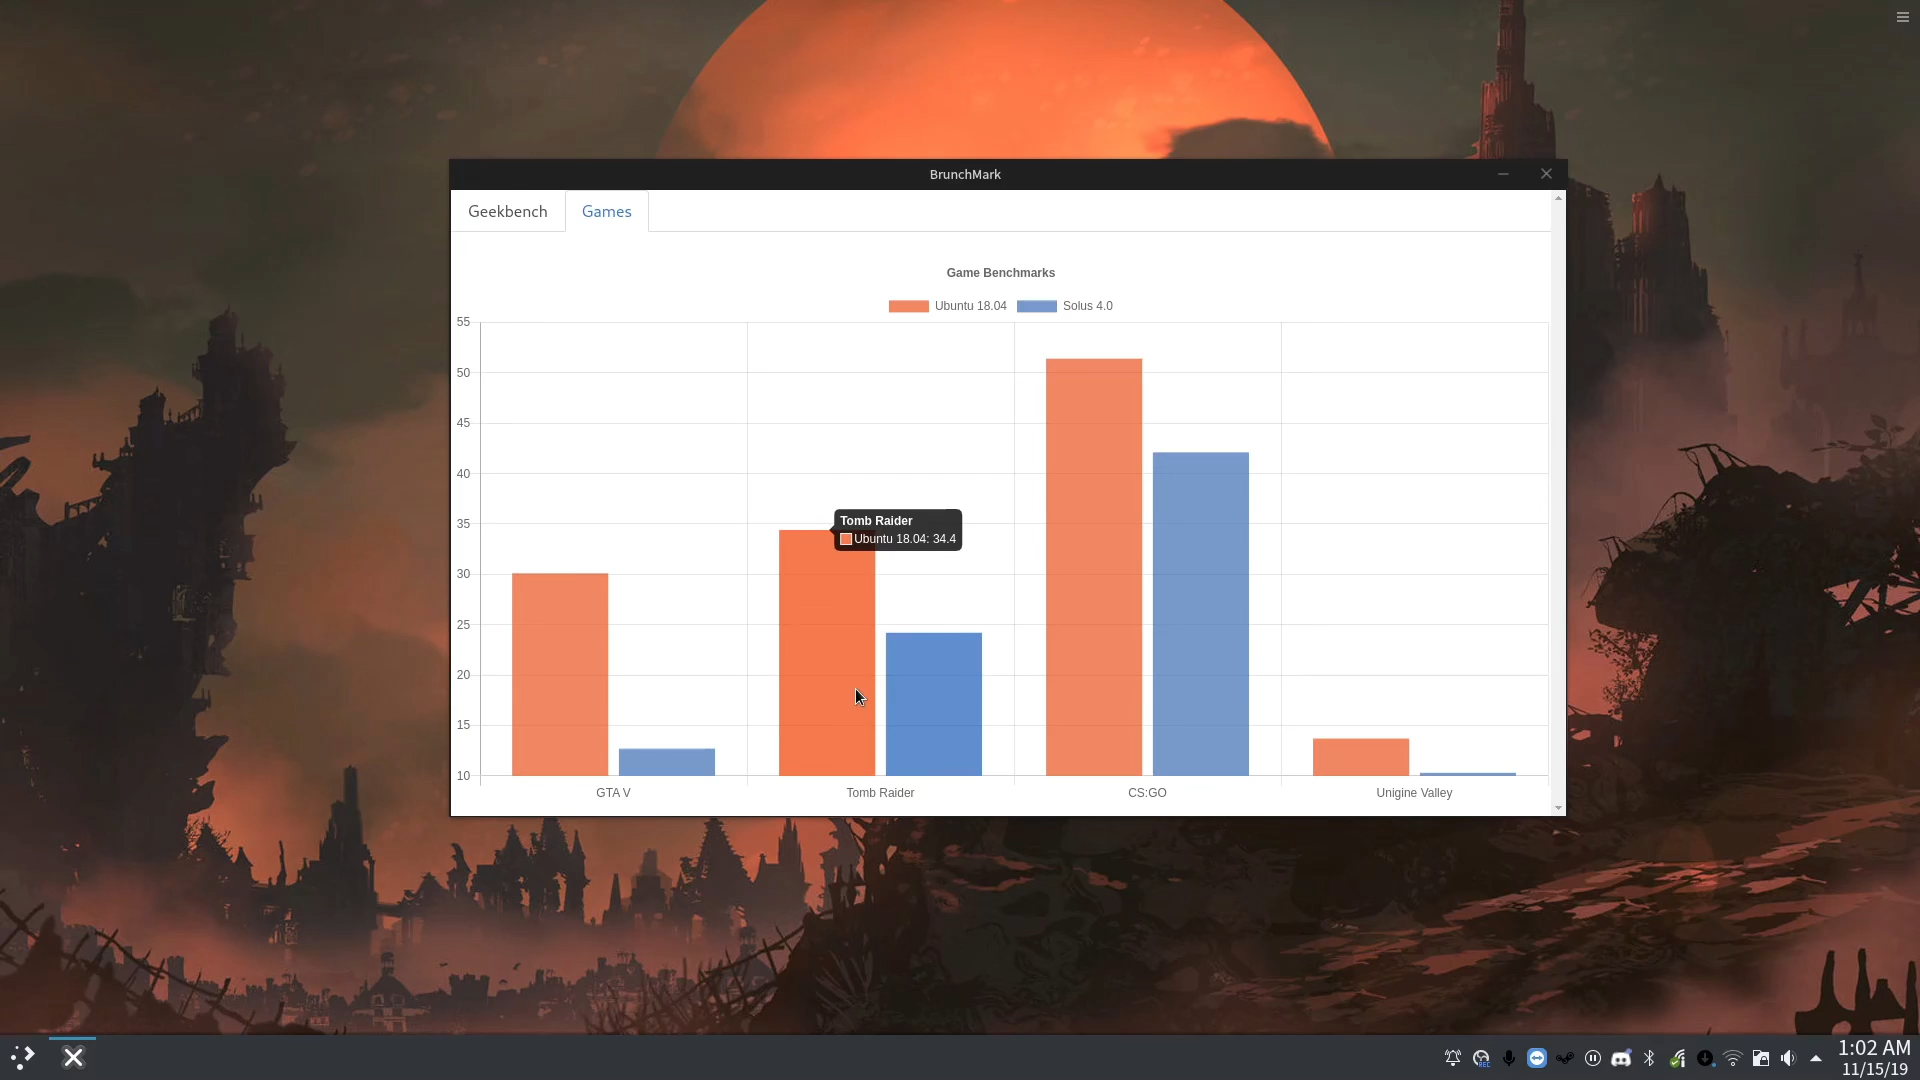 BrunchMark
Geekbench Games
Game Benchmarks
Ubuntu 18.04 Solus 4.0
55
50
45
40
35
30
25
20
15
10
Tomb Raider
Ubuntu 18.04: 34.4
GTA V Tomb Raider CS:GO Unigine Valley
REC
1:02 AM
11/15/19